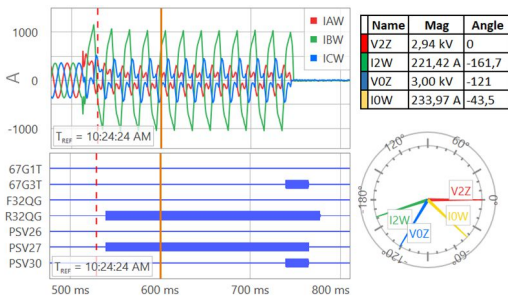 1000
0
-1000
A
IAW
IBW
ICW
T_REF = 10:24:24 AM
67G1T
67G3T
F32QG
R32QG
PSV26
PSV27
PSV30
T_REF = 10:24:24 AM
500 ms 600 ms 700 ms 800 ms
Name Mag Angle
V2Z 2,94 kV 0
I2W 221,42 A -161,7
V0Z 3,00 kV -121
I0W 233,97 A -43,5
120° 60°
-180° 0°
-120° -60°
V2Z
I2W
I0W
V0Z